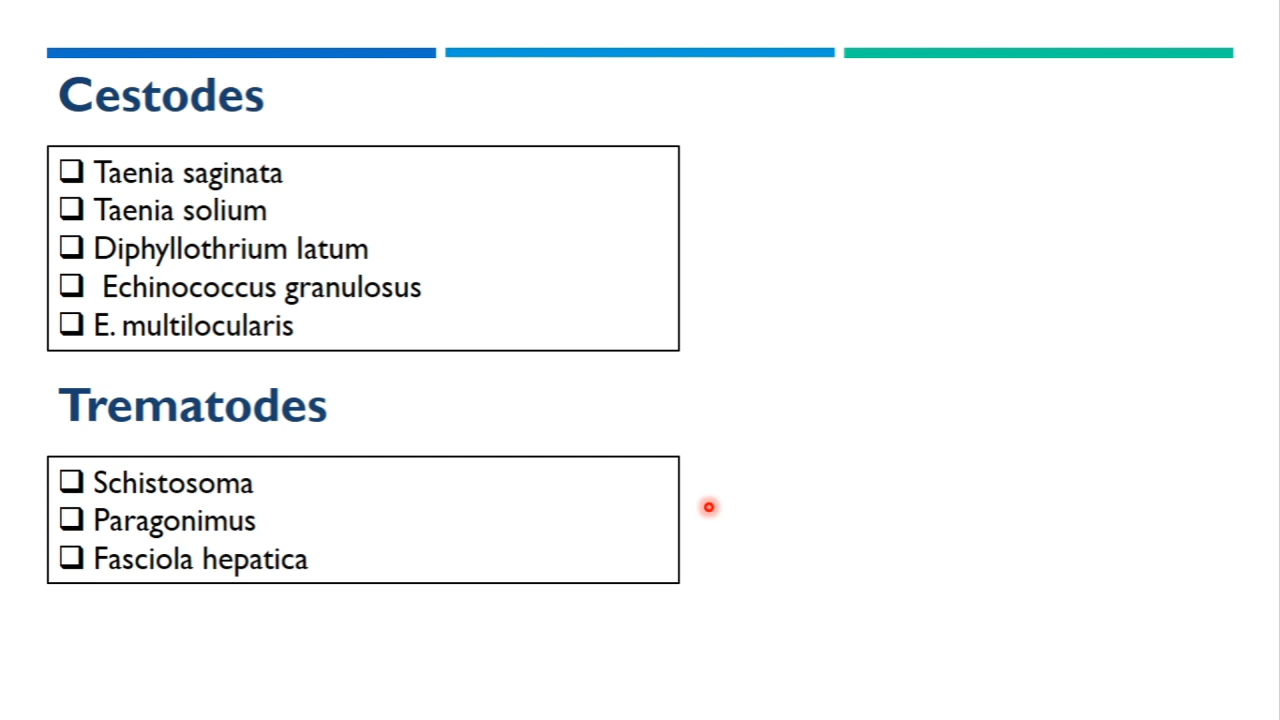 Cestodes
Taenia saginata
Taenia solium
Diphyllothrium latum
Echinococcus granulosus
E. multilocularis
Trematodes
Schistosoma
Paragonimus
Fasciola hepatica